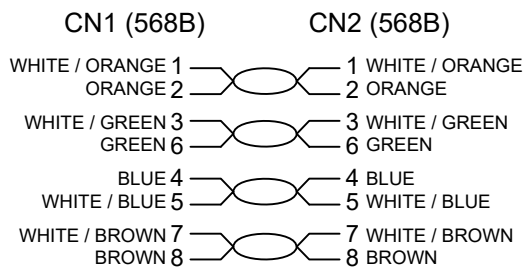 CN1 (568B) CN2 (568B)
WHITE / ORANGE 1 1 WHITE / ORANGE
ORANGE 2 2 ORANGE
WHITE / GREEN 3 3 WHITE / GREEN
GREEN 6 6 GREEN
BLUE 4 4 BLUE
WHITE / BLUE 5 5 WHITE / BLUE
WHITE / BROWN 7 7 WHITE / BROWN
BROWN 8 8 BROWN